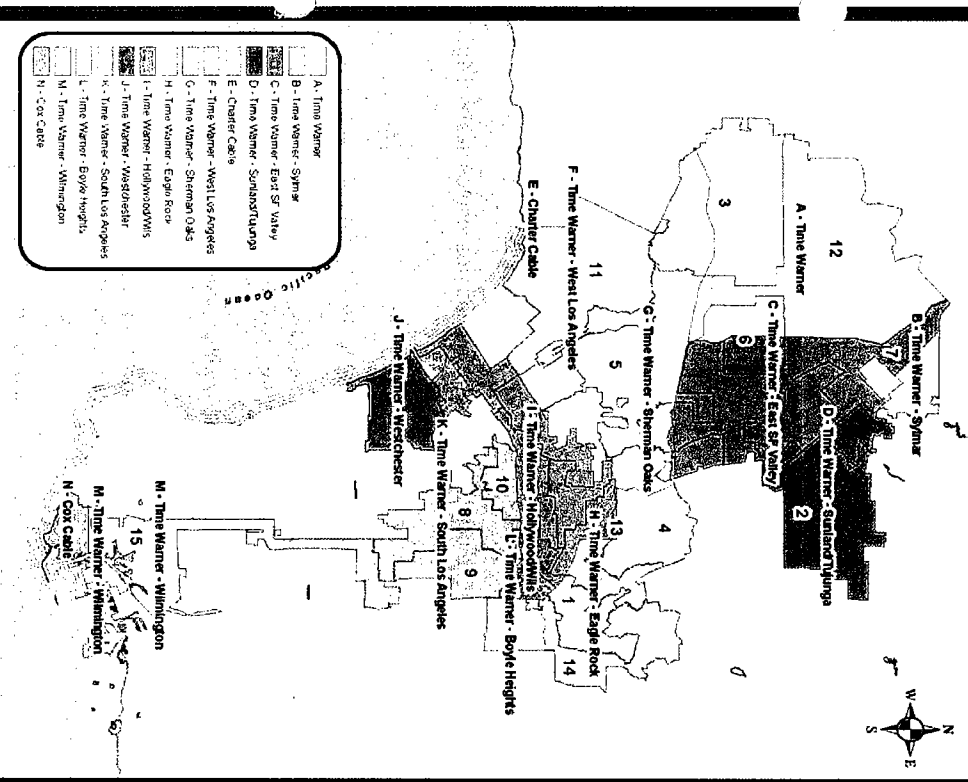 A - Time Warner
B - Time Warner - Sylmar
C - Time Warner - East SF Valley
D - Time Warner - Sunland/Tujunga
E - Charter Cable
F - Time Warner - West Los Angeles
G - Time Warner - Sherman Oaks
H - Time Warner - Eagle Rock
I - Time Warner - Hollywood/Wils
J - Time Warner - Westchester
K - Time Warner - South Los Angeles
L - Time Warner - Boyle Heights
M - Time Warner - Wilmington
N - Cox Cable
Pacific Ocean
N
W
E
S
B - Time Warner - Sylmar
7
12
A - Time Warner
D - Time Warner - Sunland/Tujunga
2
C - Time Warner - East SF Valley
6
3
G - Time Warner - Sherman Oaks
4
5
11
F - Time Warner - West Los Angeles
E - Charter Cable
13
H - Time Warner - Eagle Rock
1
14
I - Time Warner - Hollywood/Wils
10
L - Time Warner - Boyle Heights
8
9
K - Time Warner - South Los Angeles
J - Time Warner - Westchester
M - Time Warner - Wilmington
15
M - Time Warner - Wilmington
N - Cox Cable